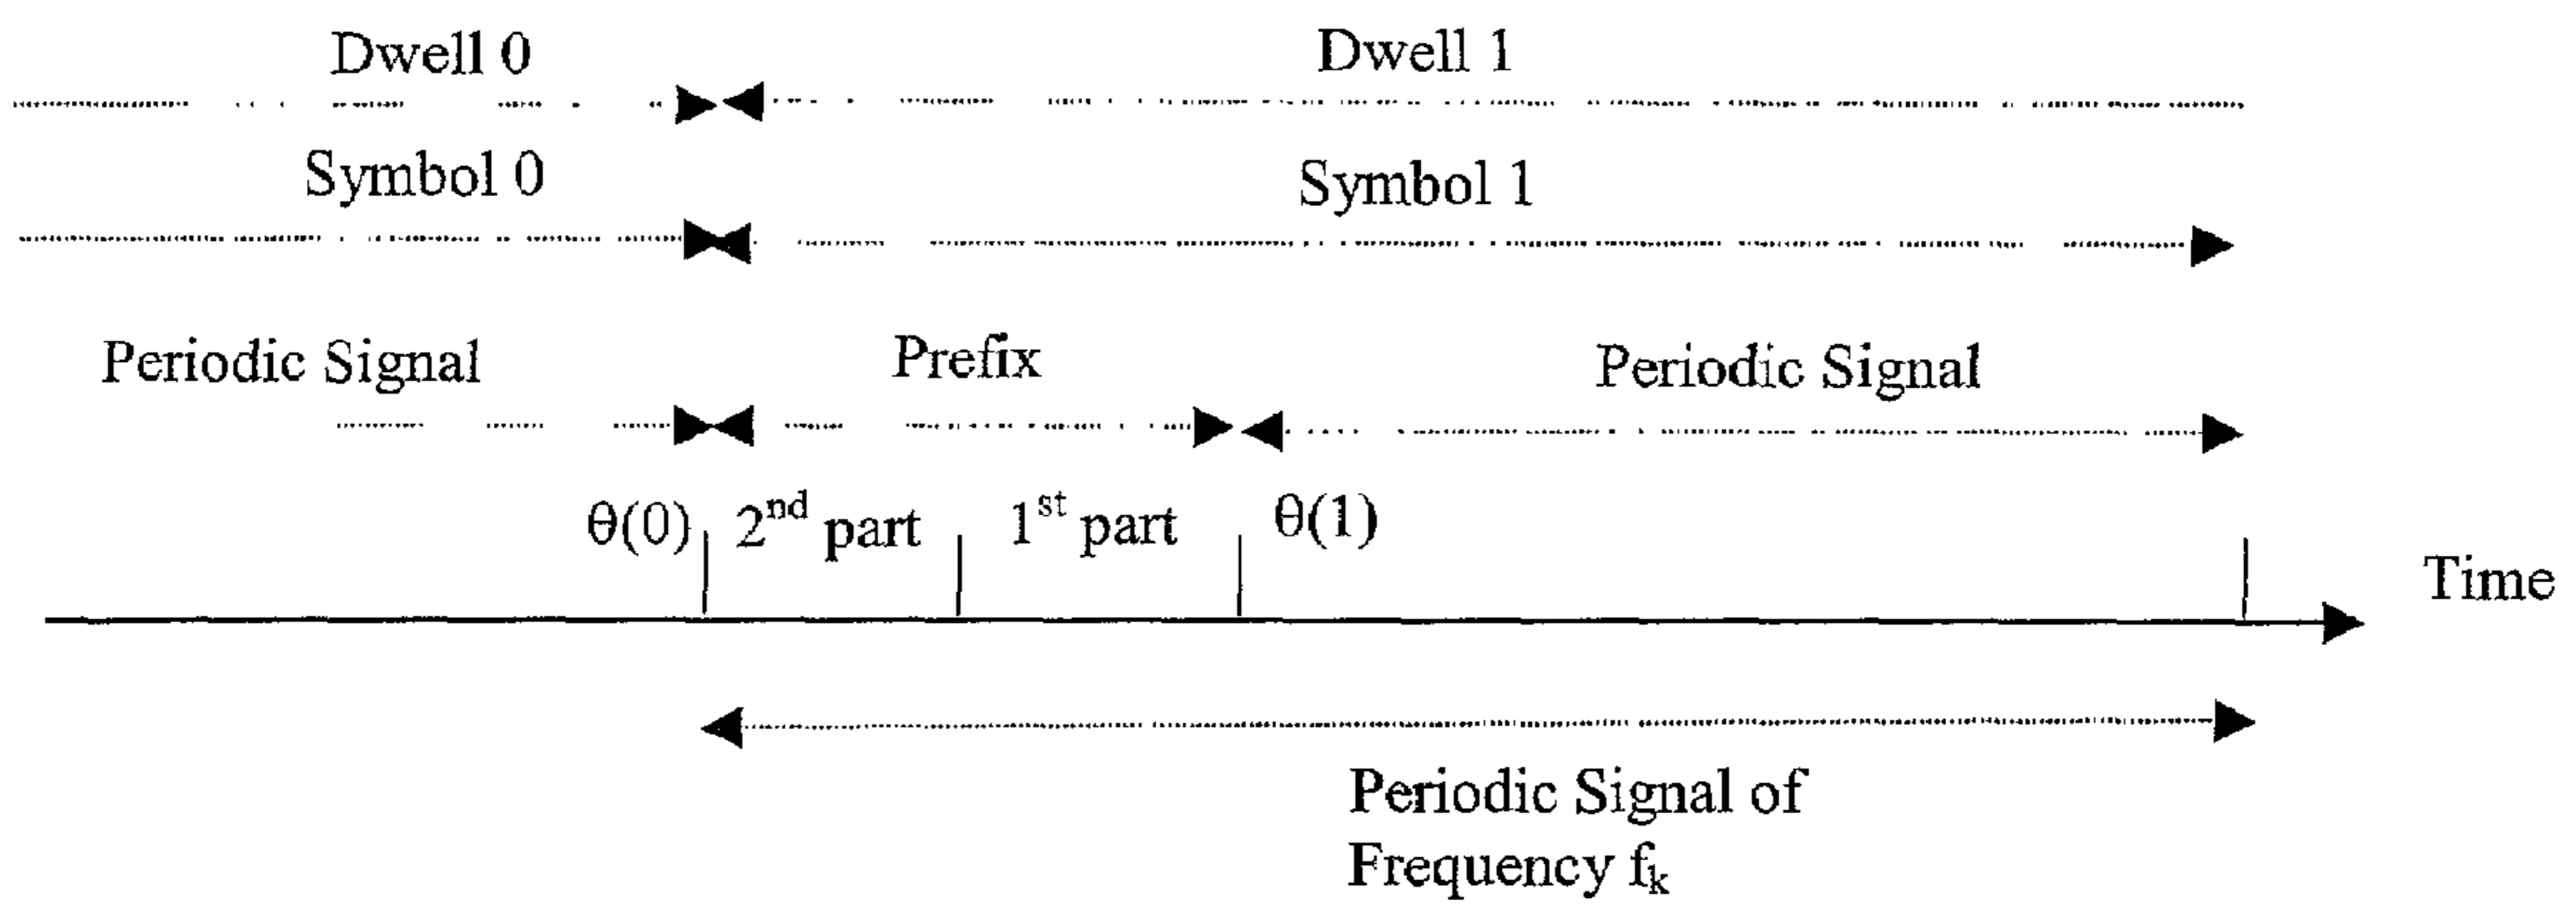 Dwell 0 Dwell 1
Symbol 0 Symbol 1
Periodic Signal Prefix Periodic Signal
θ(0) 2nd part 1st part θ(1)
Time
Periodic Signal of
Frequency fk